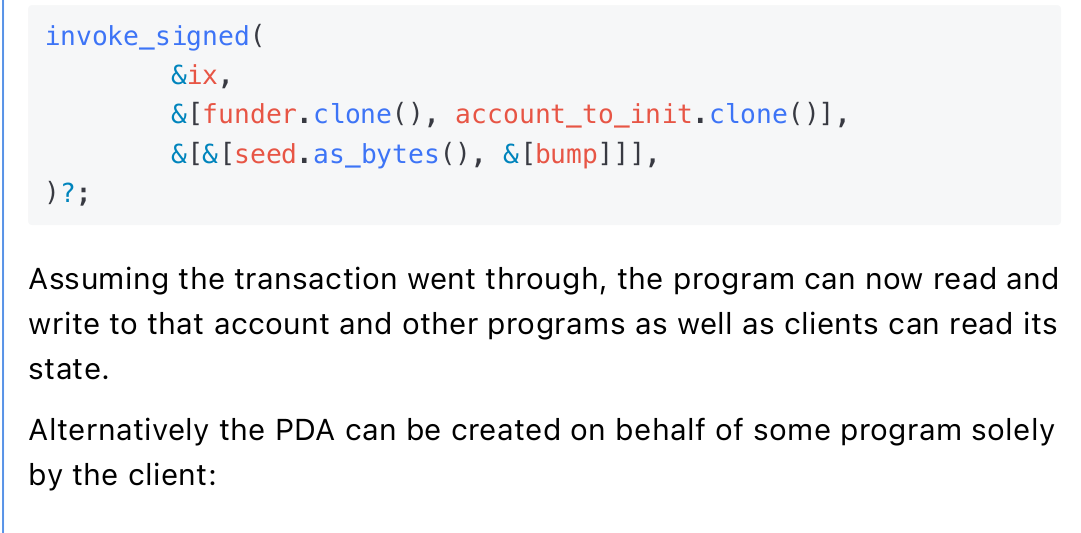 invoke_signed(
&ix,
&[funder.clone(), account_to_init.clone()],
&[&[seed.as_bytes(), &[bump]]],
)?;
Assuming the transaction went through, the program can now read and
write to that account and other programs as well as clients can read its
state.
Alternatively the PDA can be created on behalf of some program solely
by the client: